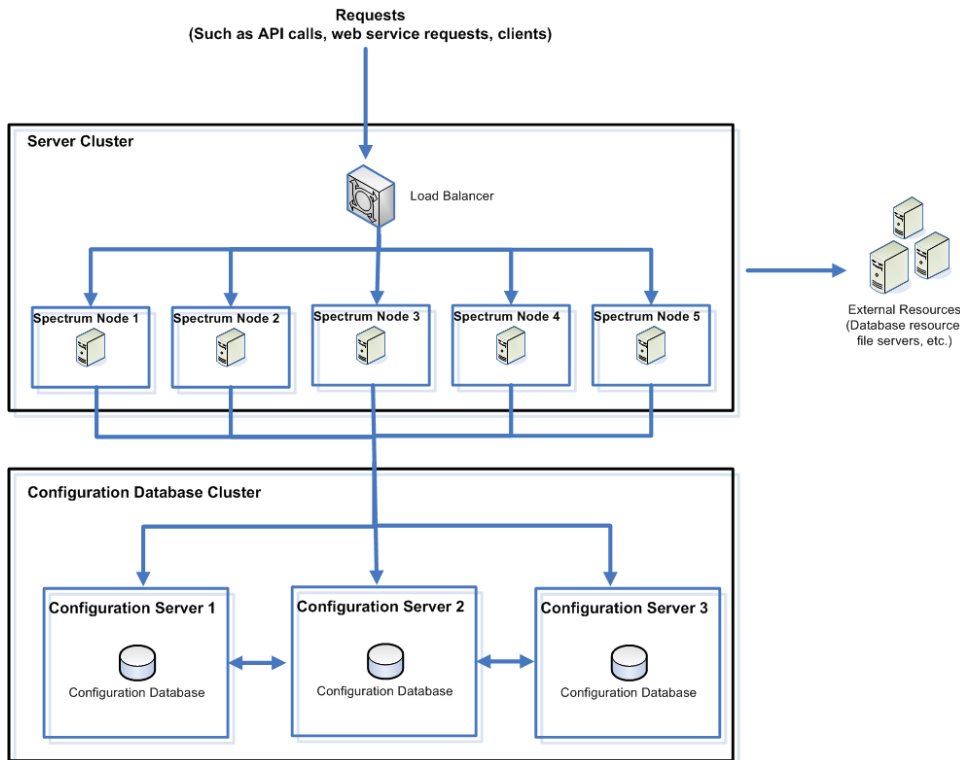 Requests
(Such as API calls, web service requests, clients)
Server Cluster
Load Balancer
Spectrum Node 1
Spectrum Node 2
Spectrum Node 3
Spectrum Node 4
Spectrum Node 5
External Resources
(Database resource
file servers, etc.)
Configuration Database Cluster
Configuration Server 1
Configuration Server 2
Configuration Server 3
Configuration Database
Configuration Database
Configuration Database